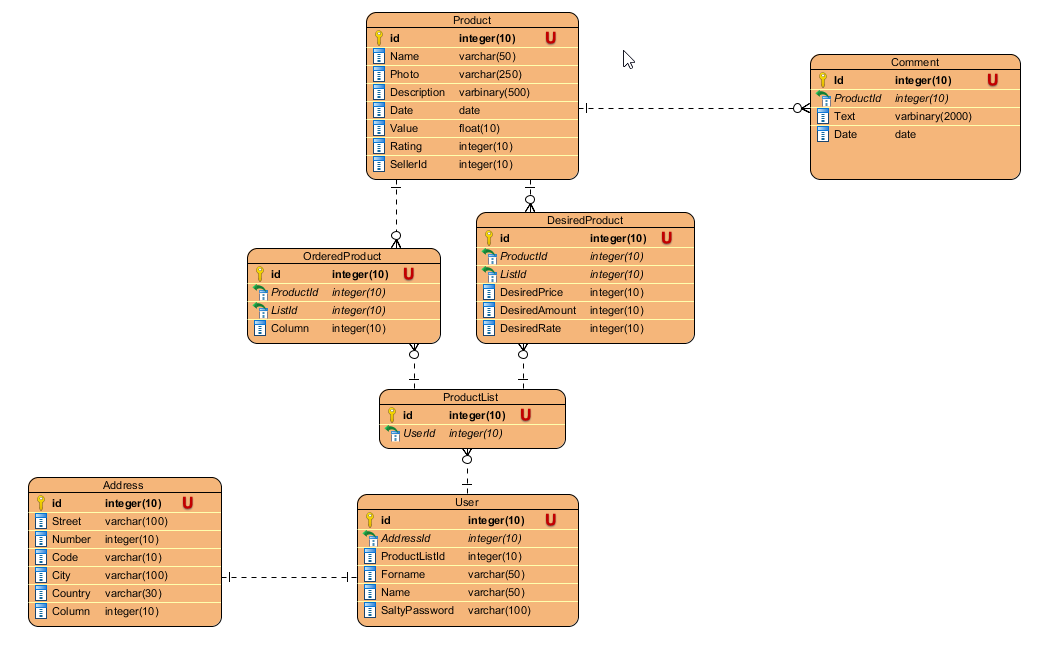 Product
id integer(10) U
Name varchar(50)
Photo varchar(250)
Description varbinary(500)
Date date
Value float(10)
Rating integer(10)
SellerId integer(10)
Comment
Id integer(10) U
ProductId integer(10)
Text varbinary(2000)
Date date
DesiredProduct
id integer(10) U
ProductId integer(10)
ListId integer(10)
DesiredPrice integer(10)
DesiredAmount integer(10)
DesiredRate integer(10)
OrderedProduct
id integer(10) U
ProductId integer(10)
ListId integer(10)
Column integer(10)
ProductList
id integer(10) U
UserId integer(10)
Address
id integer(10) U
Street varchar(100)
Number integer(10)
Code varchar(10)
City varchar(100)
Country varchar(30)
Column integer(10)
User
id integer(10) U
AddressId integer(10)
ProductListId integer(10)
Forname varchar(50)
Name varchar(50)
SaltyPassword varchar(100)